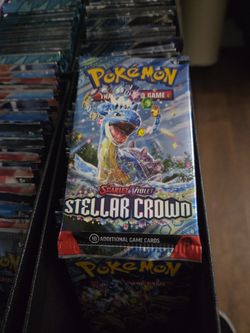 POKéMON
TRADING CARD GAME
SCARLET & VIOLET
STELLAR CROWN
10 ADDITIONAL GAME CARDS
POKéMON